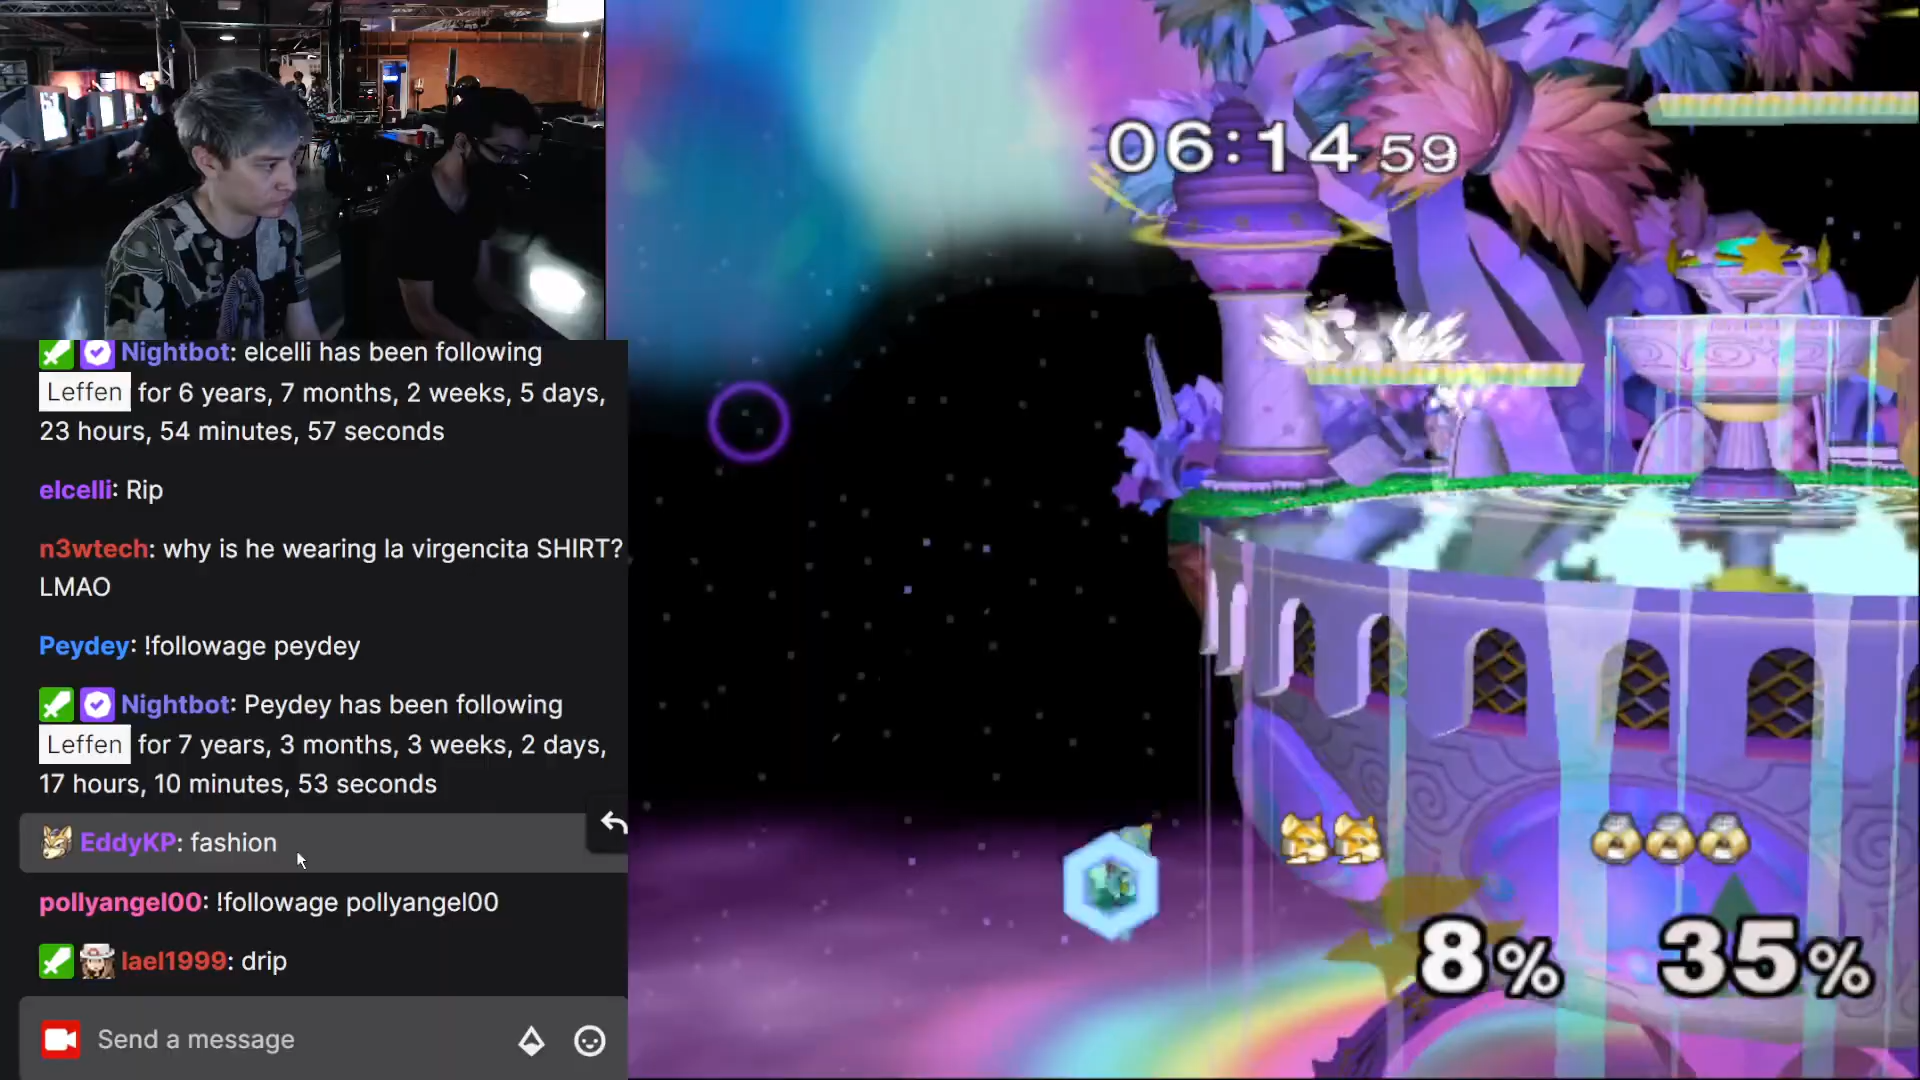 Nightbot: elcelli has been following
Leffen for 6 years, 7 months, 2 weeks, 5 days,
23 hours, 54 minutes, 57 seconds
elcelli: Rip
n3wtech: why is he wearing la virgencita SHIRT?
LMAO
Peydey: !followage peydey
Nightbot: Peydey has been following
Leffen for 7 years, 3 months, 3 weeks, 2 days,
17 hours, 10 minutes, 53 seconds
EddyKP: fashion
pollyangel00: !followage pollyangel00
lael1999: drip
Send a message
06:14 59
8% 35%